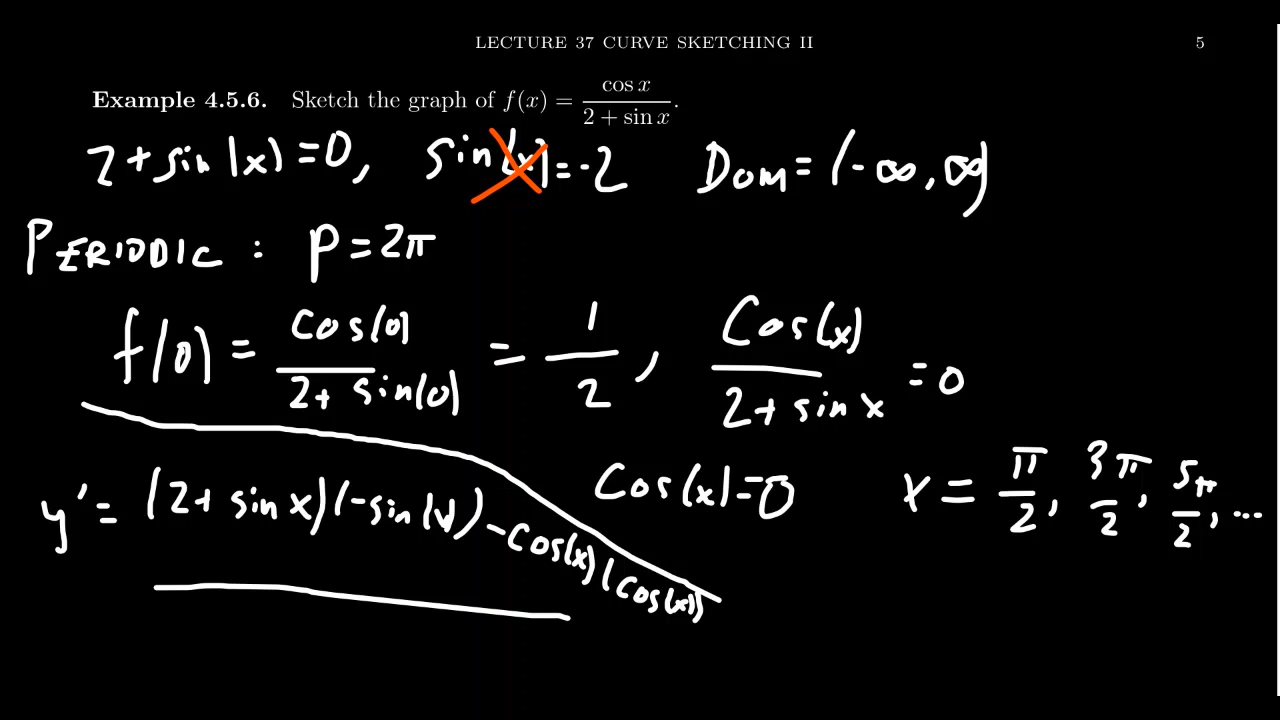 LECTURE 37 CURVE SKETCHING II 5
Example 4.5.6. Sketch the graph of f(x) = cos x / 2 + sin x.
2 + sin(x) = 0, sin(x) = -2 Dom = (-∞, ∞)
PERIODIC : P = 2π
f(0) = cos(0) / 2 + sin(0) = 1/2, Cos(x) / 2 + sin x = 0
Cos(x) = 0 x = π/2, 3π/2, 5π/2, ...
y' = (2 + sin x)(-sin(x)) - cos(x)(cos(x))